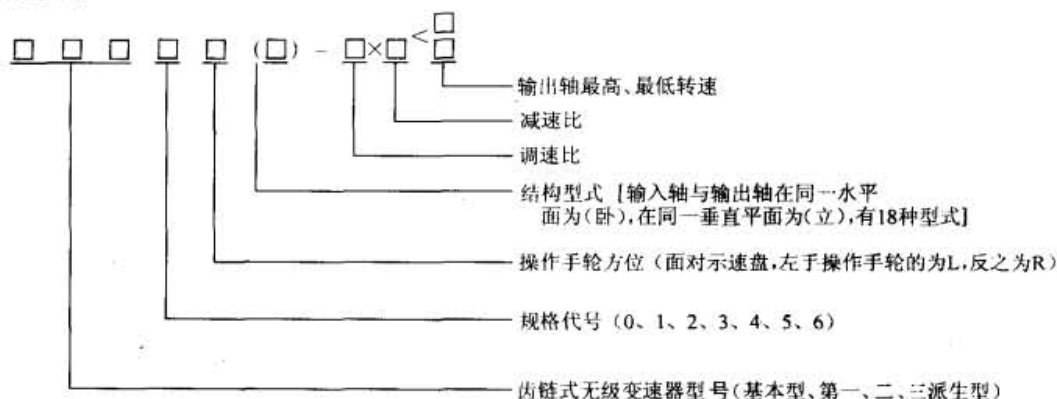 □ □ □ □ □ (□) - □×□ < □ □
输出轴最高、最低转速
减速比
调速比
结构型式 [输入轴与输出轴在同一水平
面为(卧),在同一垂直平面为(立),有18种型式]
操作手轮方位(面对示速盘,左手操作手轮的为L,反之为R)
规格代号(0、1、2、3、4、5、6)
齿链式无级变速器型号(基本型、第一、二、三派生型)